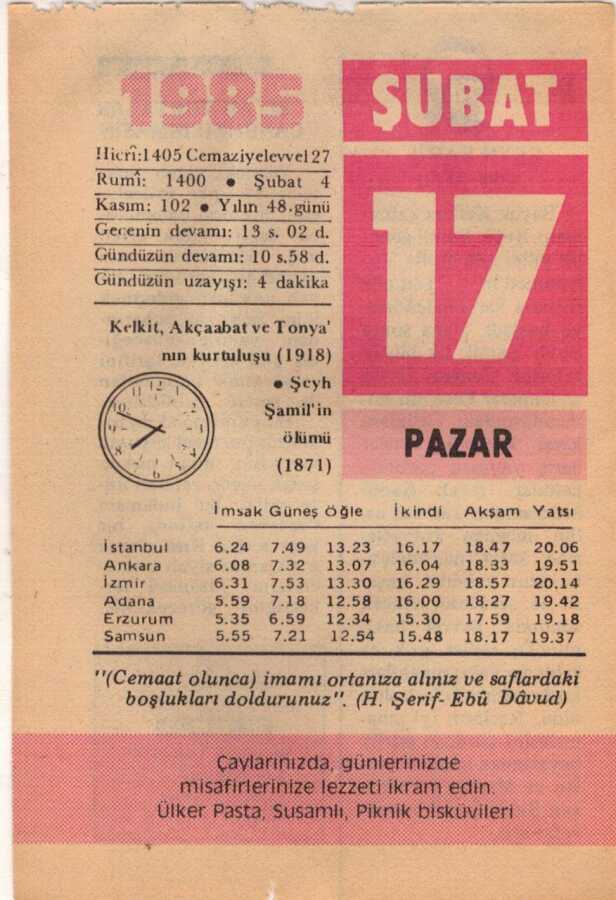 1985
ŞUBAT
Hicrî:1405 Cemaziyelevvel 27
Rumî: 1400 ● Şubat 4
Kasım: 102 ● Yılın 48.günü
Gecenin devamı: 13 s. 02 d.
Gündüzün devamı: 10 s.58 d.
Gündüzün uzayışı: 4 dakika
17
Kelkit, Akçaabat ve Tonya'
nın kurtuluşu (1918)
● Şeyh
Şamil'in
ölümü
(1871)
PAZAR
İmsak Güneş Öğle İkindi Akşam Yatsı
İstanbul 6.24 7.49 13.23 16.17 18.47 20.06
Ankara 6.08 7.32 13.07 16.04 18.33 19.51
İzmir 6.31 7.53 13.30 16.29 18.57 20.14
Adana 5.59 7.18 12.58 16.00 18.27 19.42
Erzurum 5.35 6.59 12.34 15.30 17.59 19.18
Samsun 5.55 7.21 12.54 15.48 18.17 19.37
"(Cemaat olunca) imamı ortanıza alınız ve saflardaki
boşlukları doldurunuz". (H. Şerif- Ebû Dâvud)
Çaylarınızda, günlerinizde
misafirlerinize lezzeti ikram edin.
Ülker Pasta, Susamlı, Piknik bisküvileri